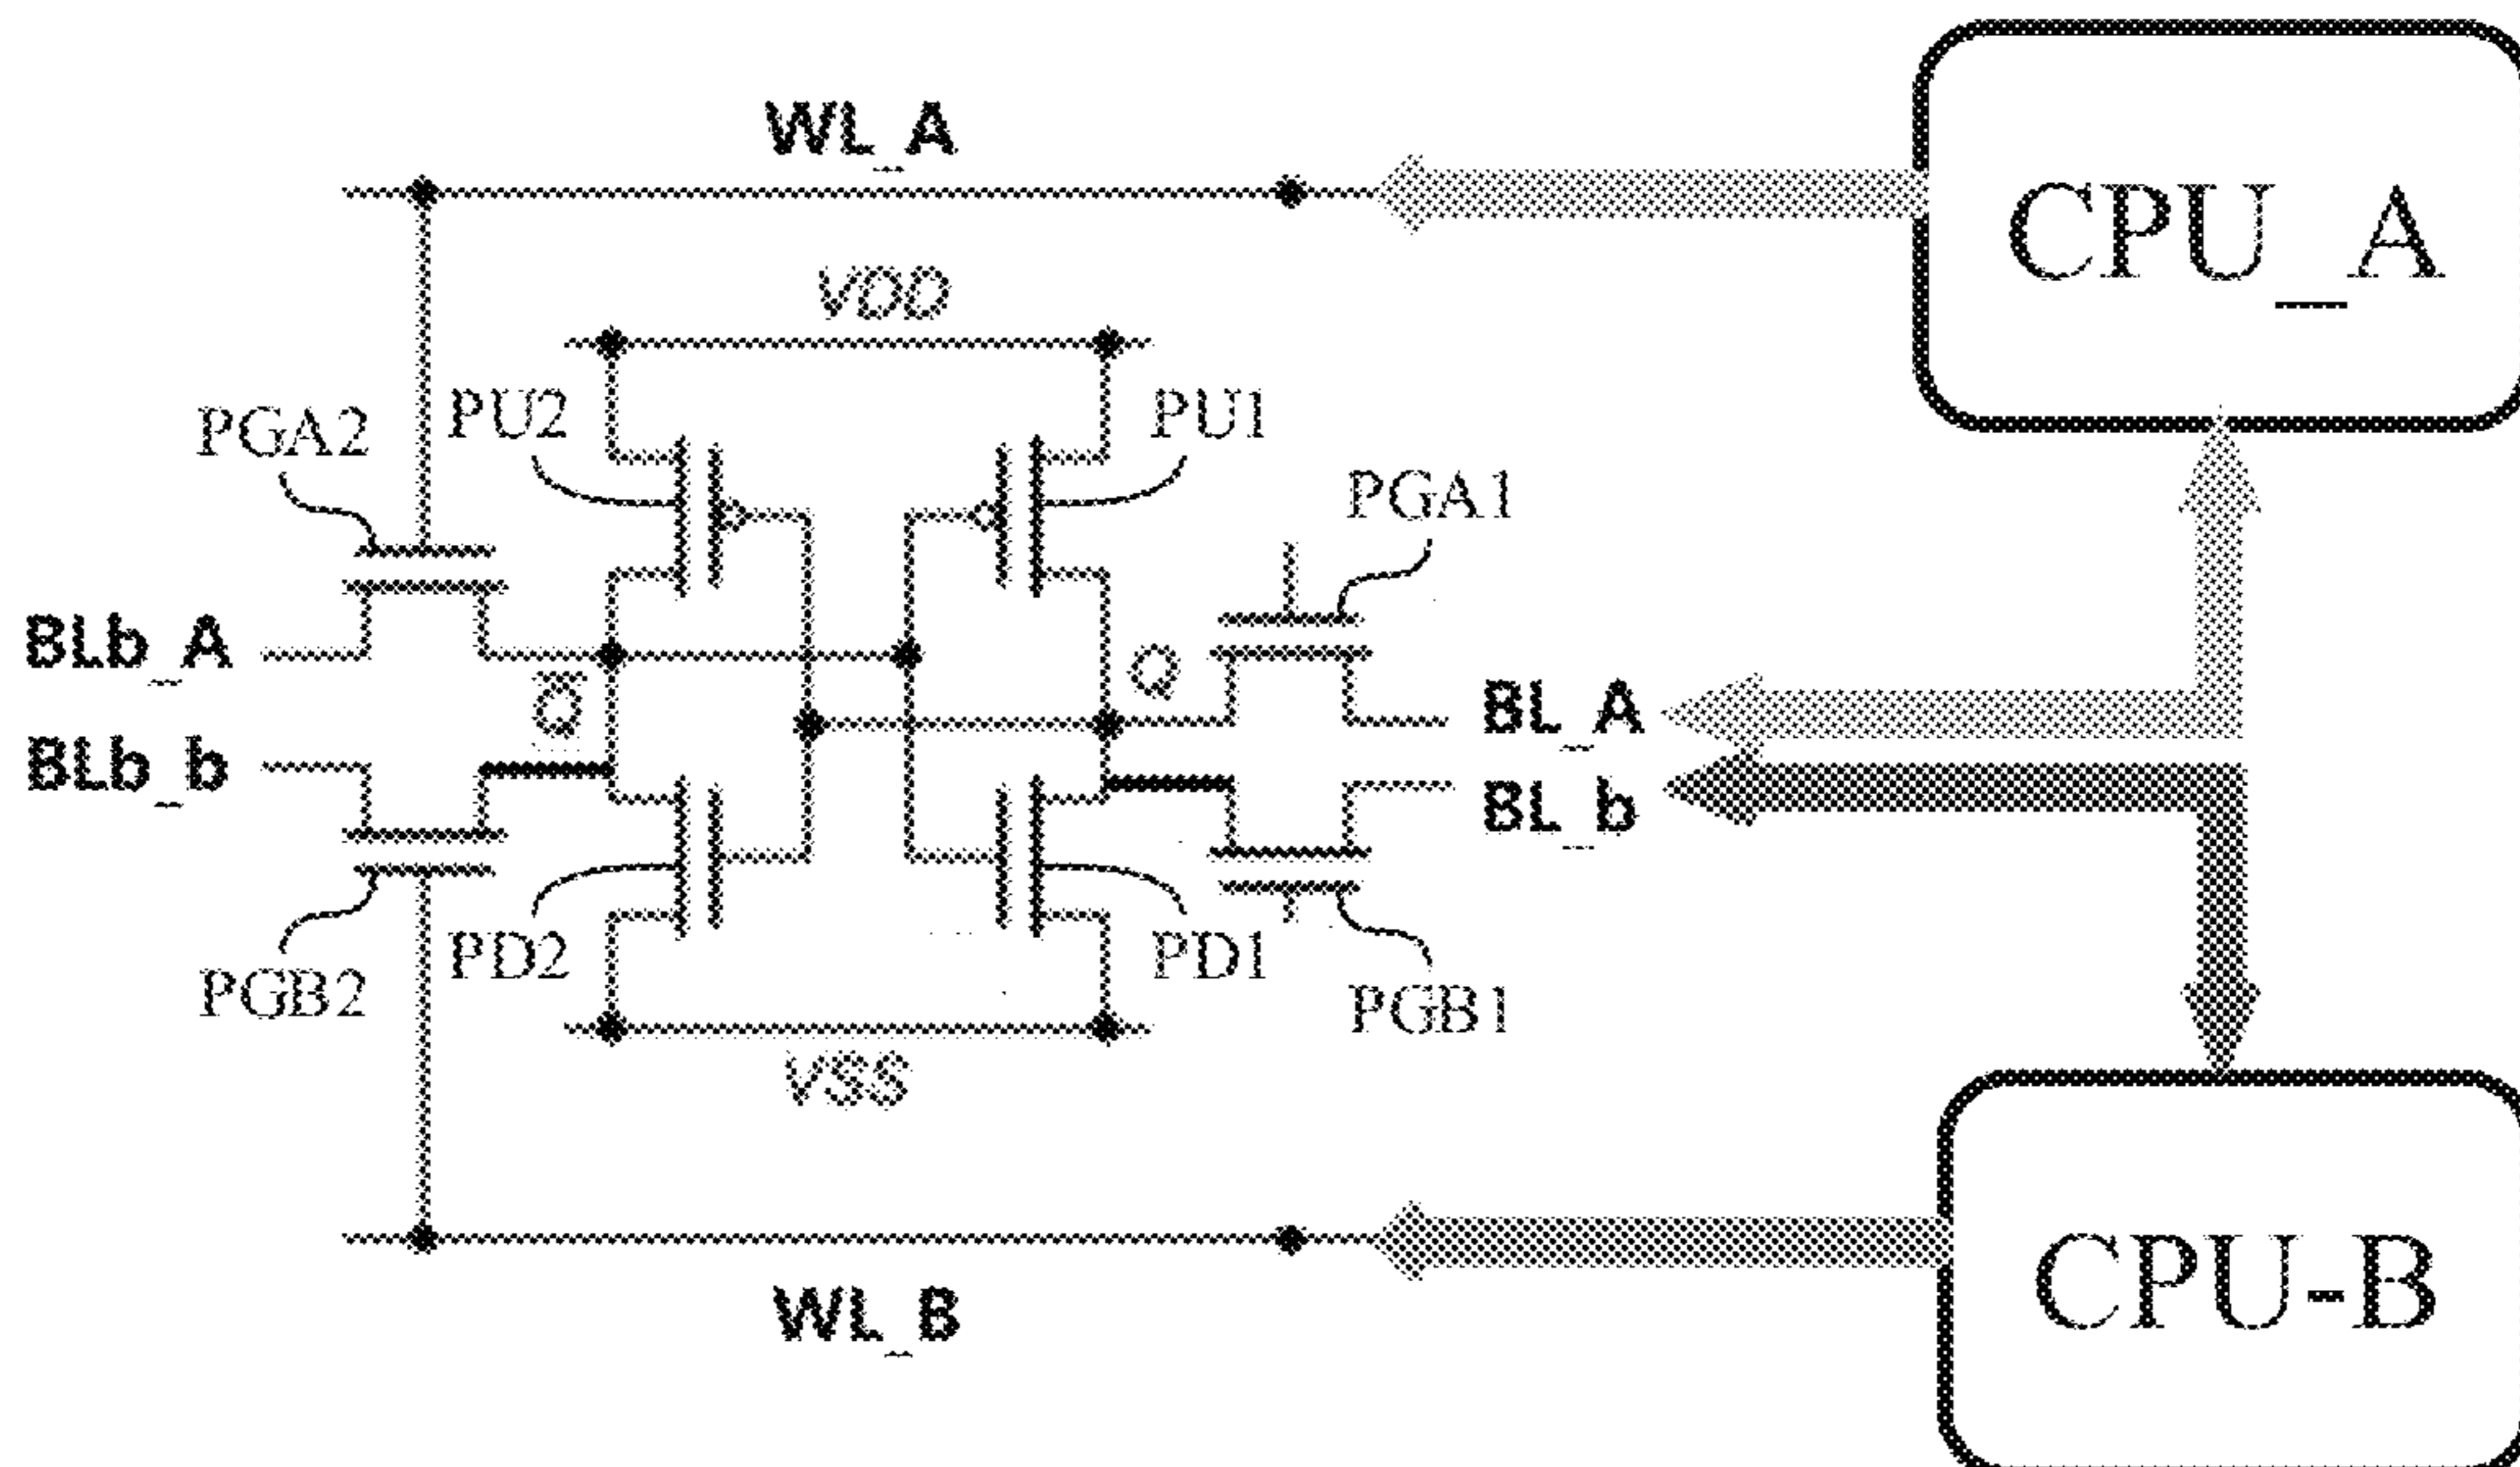 WL_A
CPU_A
VDD
PGA2
PU2
PU1
PGA1
BLb_A
Q
Q̅
BL_A
BLb_b
BL_b
PGB2
PD2
PD1
PGB1
VSS
WL_B
CPU-B